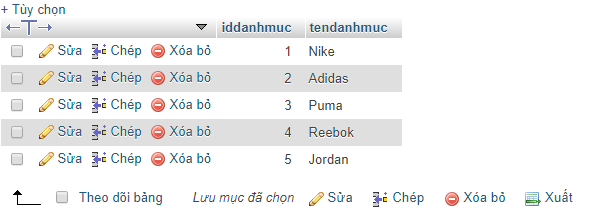 + Tùy chọn
iddanhmuc tendanhmuc
Sửa Chép Xóa bỏ 1 Nike
Sửa Chép Xóa bỏ 2 Adidas
Sửa Chép Xóa bỏ 3 Puma
Sửa Chép Xóa bỏ 4 Reebok
Sửa Chép Xóa bỏ 5 Jordan
Theo dõi bảng Lưu mục đã chọn Sửa Chép Xóa bỏ Xuất